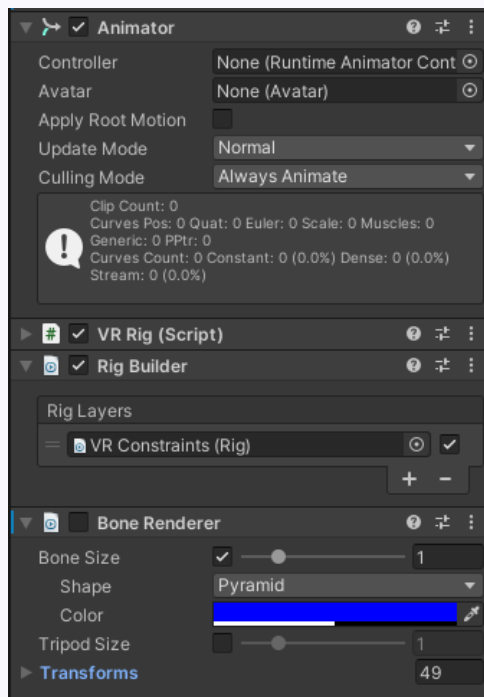 Animator
Controller None (Runtime Animator Cont
Avatar None (Avatar)
Apply Root Motion
Update Mode Normal
Culling Mode Always Animate
Clip Count: 0
Curves Pos: 0 Quat: 0 Euler: 0 Scale: 0 Muscles: 0
Generic: 0 PPtr: 0
Curves Count: 0 Constant: 0 (0.0%) Dense: 0 (0.0%)
Stream: 0 (0.0%)
# VR Rig (Script)
Rig Builder
Rig Layers
VR Constraints (Rig)
Bone Renderer
Bone Size 1
Shape Pyramid
Color
Tripod Size 1
Transforms 49